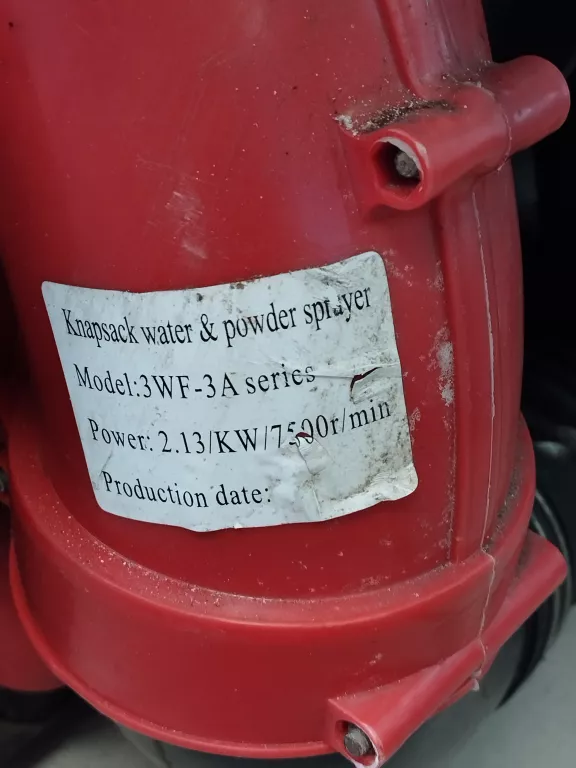 Knapsack water & powder sprayer
Model:3WF-3A series
Power: 2.13/KW/7500r/min
Production date: